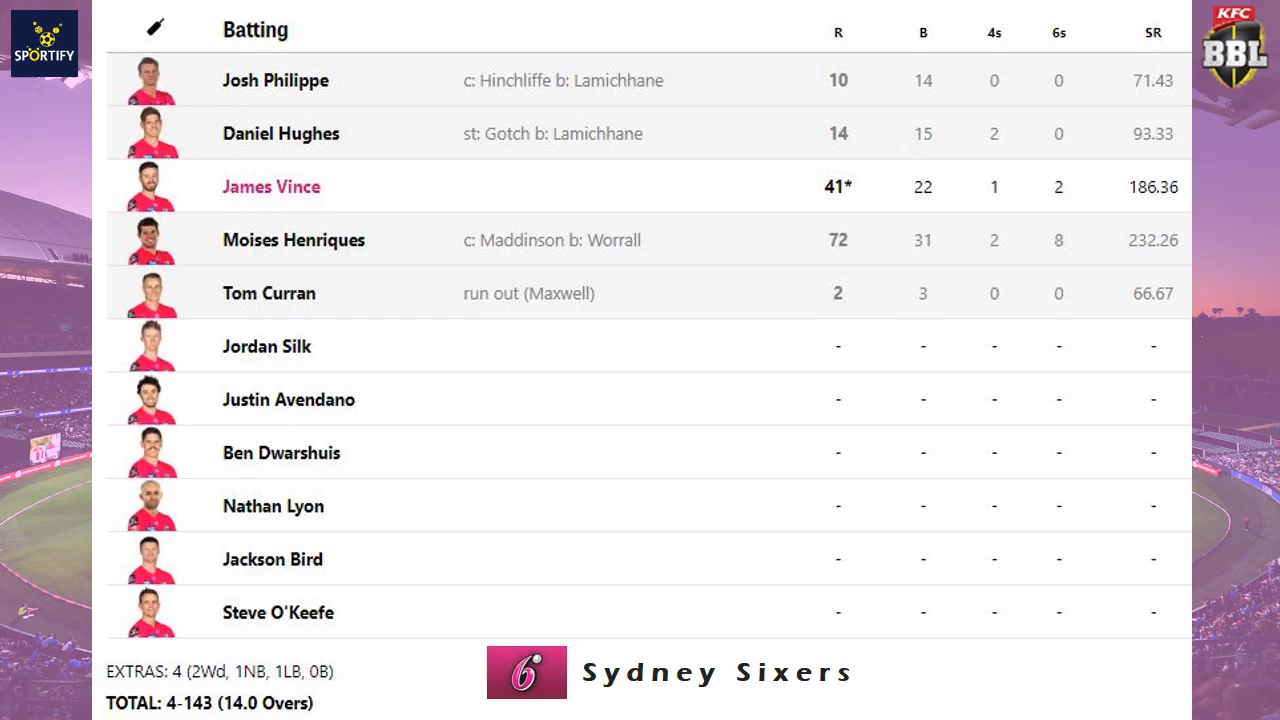 SPORTIFY
KFC
BBL
Batting R B 4s 6s SR
Josh Philippe c: Hinchliffe b: Lamichhane 10 14 0 0 71.43
Daniel Hughes st: Gotch b: Lamichhane 14 15 2 0 93.33
James Vince 41* 22 1 2 186.36
Moises Henriques c: Maddinson b: Worrall 72 31 2 8 232.26
Tom Curran run out (Maxwell) 2 3 0 0 66.67
Jordan Silk - - - - -
Justin Avendano - - - - -
Ben Dwarshuis - - - - -
Nathan Lyon - - - - -
Jackson Bird - - - - -
Steve O'Keefe - - - - -
EXTRAS: 4 (2Wd, 1NB, 1LB, 0B)
6 Sydney Sixers
TOTAL: 4-143 (14.0 Overs)